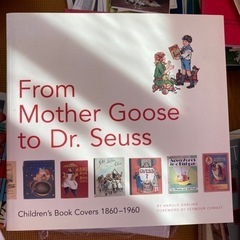 From
Mother Goose
to Dr. Seuss
Children's Book Covers 1860–1960
BY HAROLD DARLING
FOREWORD BY SEYMOUR CHWAST